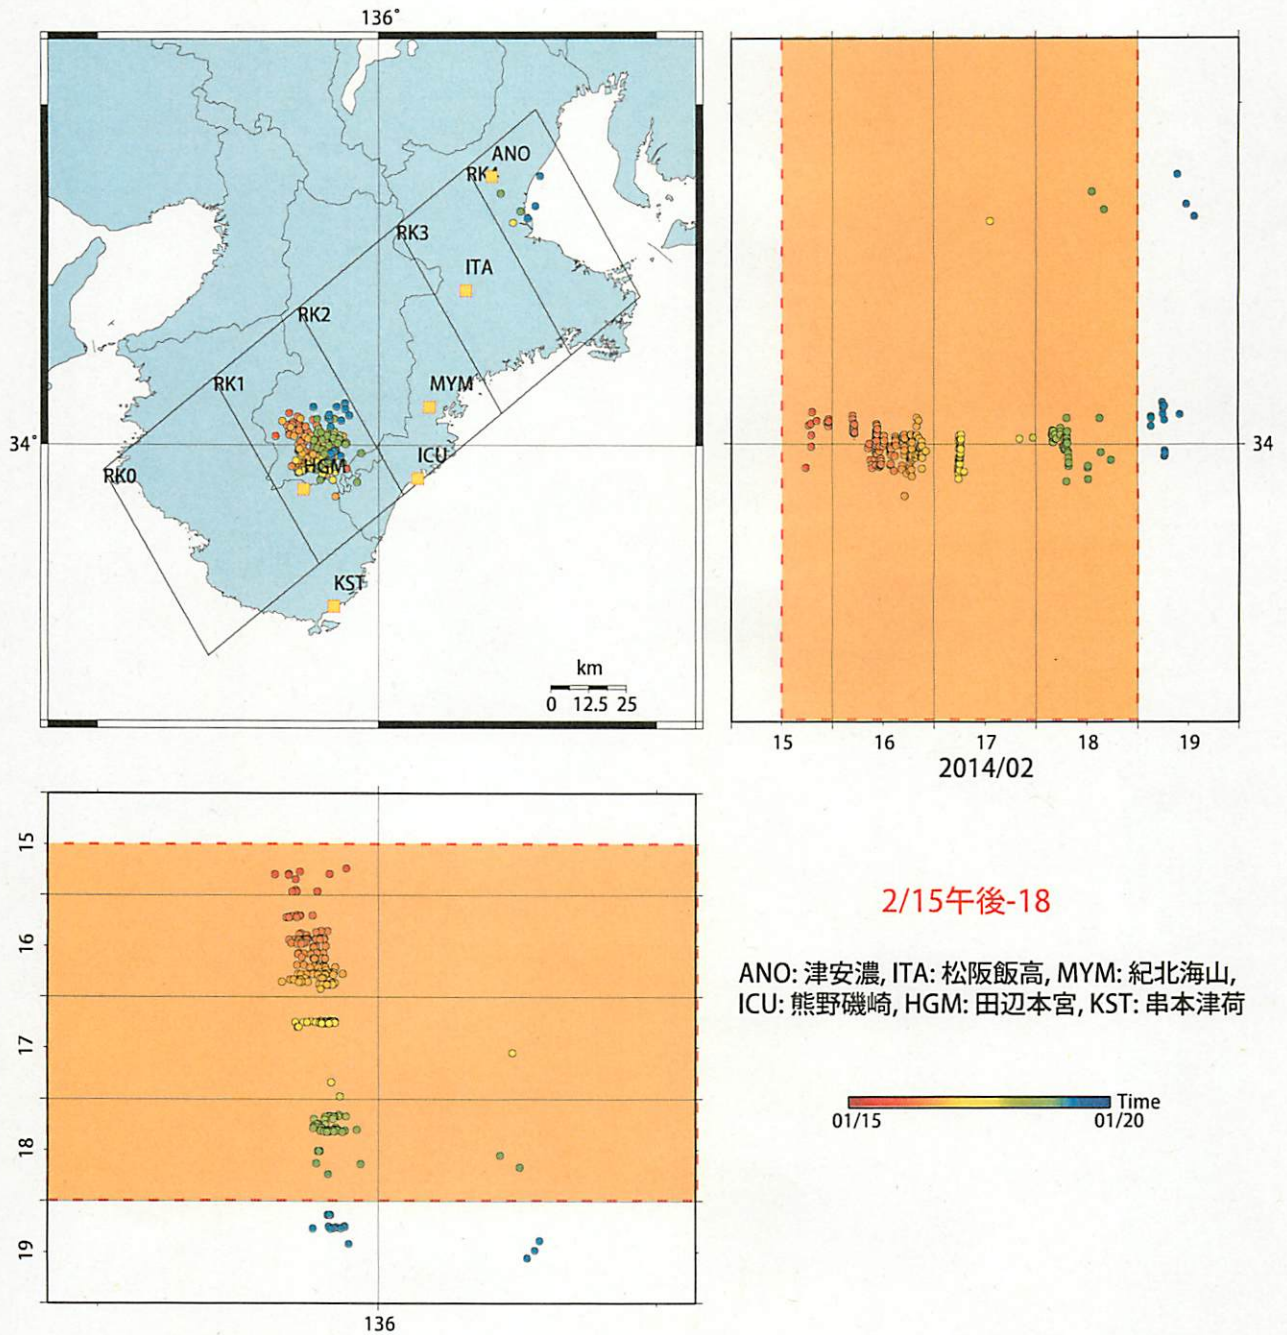 136°
ANO
RK4
RK3
ITA
RK2
RK1
MYM
34°
34
ICU
HGM
RK0
KST
km
0 12.5 25
15 16 17 18 19
2014/02
15
16
17
18
19
136
2/15午後-18
ANO: 津安濃, ITA: 松阪飯高, MYM: 紀北海山,
ICU: 熊野磯崎, HGM: 田辺本宮, KST: 串本津荷
Time
01/15 01/20